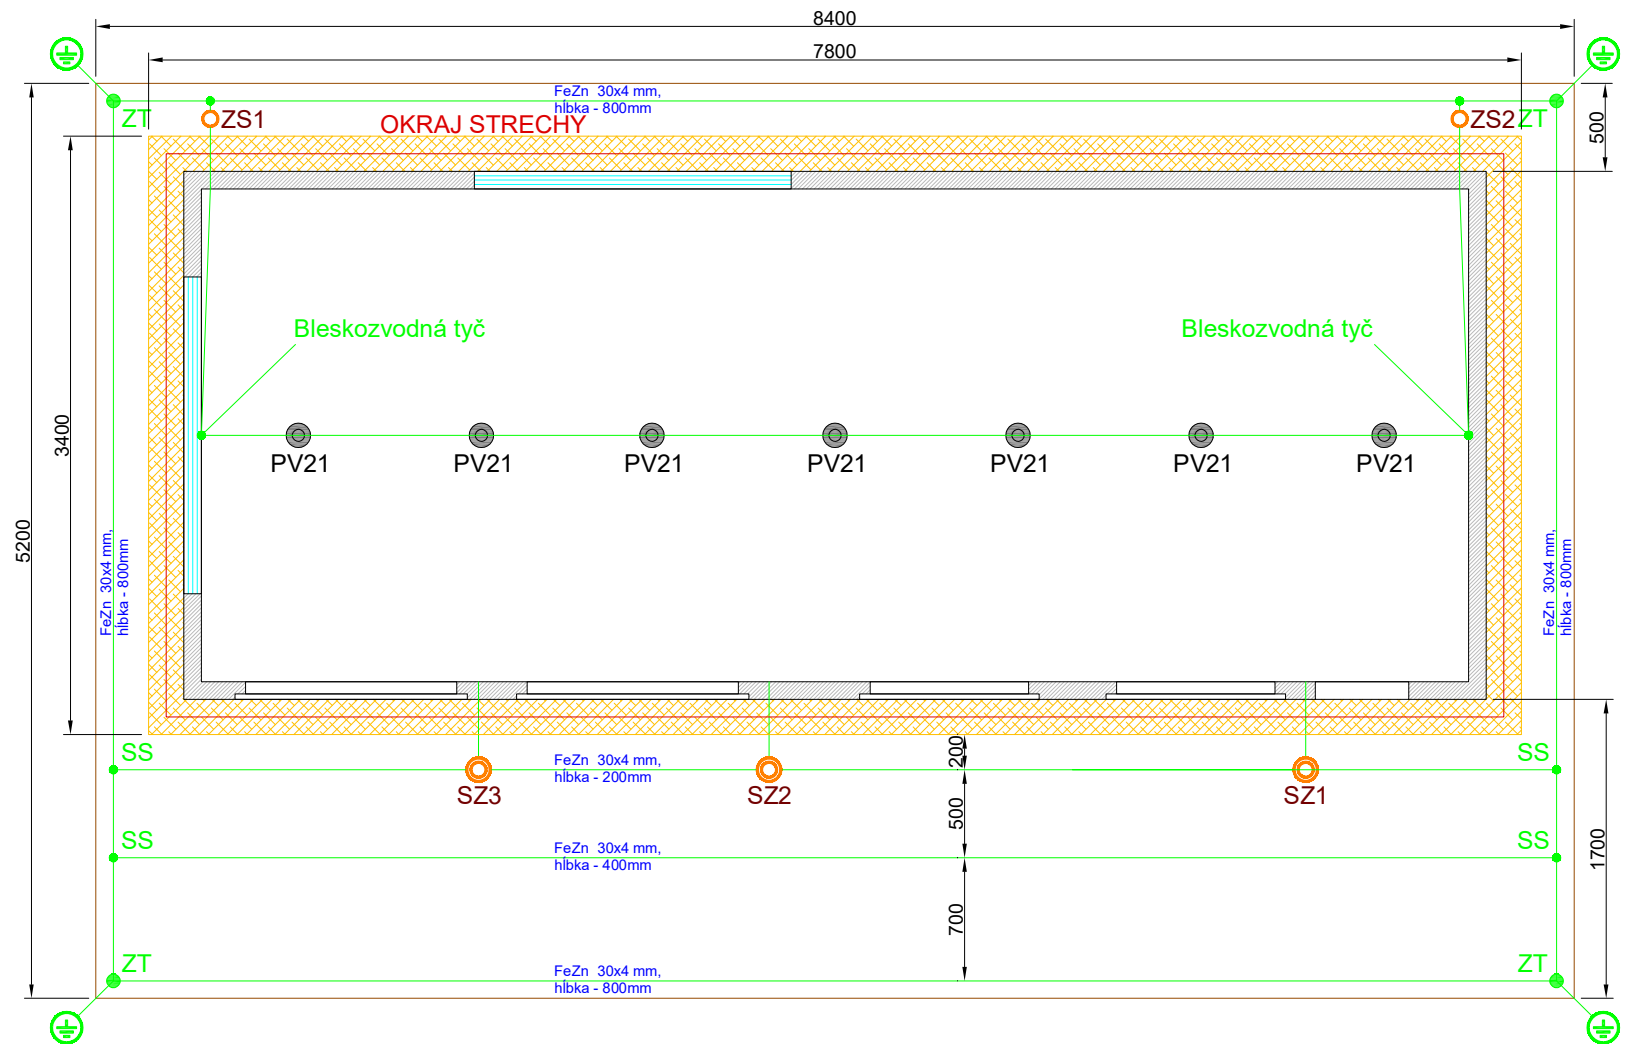 8400
7800
FeZn 30x4 mm,
hĺbka - 800mm
ZT
ZS1
ZS2
ZT
OKRAJ STRECHY
500
Bleskozvodná tyč
Bleskozvodná tyč
3400
PV21
PV21
PV21
PV21
PV21
PV21
PV21
5200
FeZn 30x4 mm,
hĺbka - 800mm
FeZn 30x4 mm,
hĺbka - 800mm
SS
SS
200
FeZn 30x4 mm,
hĺbka - 200mm
SZ3
SZ2
SZ1
500
SS
SS
FeZn 30x4 mm,
hĺbka - 400mm
1700
700
ZT
ZT
FeZn 30x4 mm,
hĺbka - 800mm